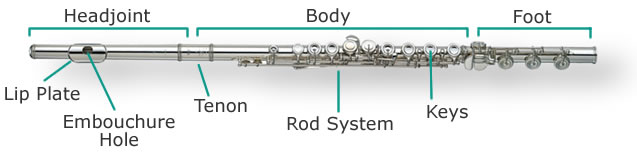 Headjoint
Body
Foot
Lip Plate
Embouchure
Hole
Tenon
Rod System
Keys